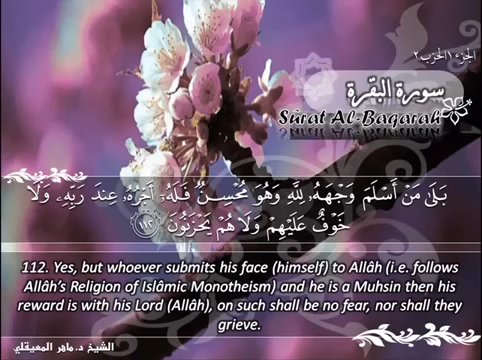 الجزء ١ الحزب ٢
سورة البقرة
Sûrat Al-Baqarah
بَلَىٰ مَنْ أَسْلَمَ وَجْهَهُۥ لِلَّهِ وَهُوَ مُحْسِنٌ فَلَهُۥٓ أَجْرُهُۥ عِندَ رَبِّهِۦ وَلَا
خَوْفٌ عَلَيْهِمْ وَلَا هُمْ يَحْزَنُونَ ١١٢
112. Yes, but whoever submits his face (himself) to Allâh (i.e. follows
Allâh's Religion of Islâmic Monotheism) and he is a Muhsin then his
reward is with his Lord (Allâh), on such shall be no fear, nor shall they
grieve.
الشيخ د. ماهر المعيقلي